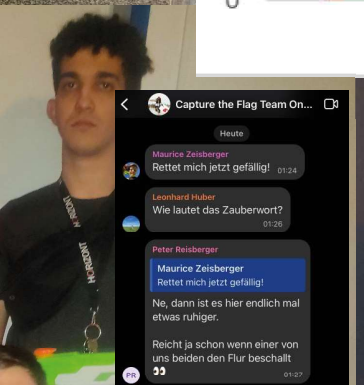 Capture the Flag Team On...
Heute
Maurice Zeisberger
Rettet mich jetzt gefällig! 01:24
Leonhard Huber
Wie lautet das Zauberwort?
01:26
Peter Reisberger
Maurice Zeisberger
Rettet mich jetzt gefällig!
Ne, dann ist es hier endlich mal
etwas ruhiger.
Reicht ja schon wenn einer von
uns beiden den Flur beschallt
👀
PR
01:27
HORIZONT
HORIZONT